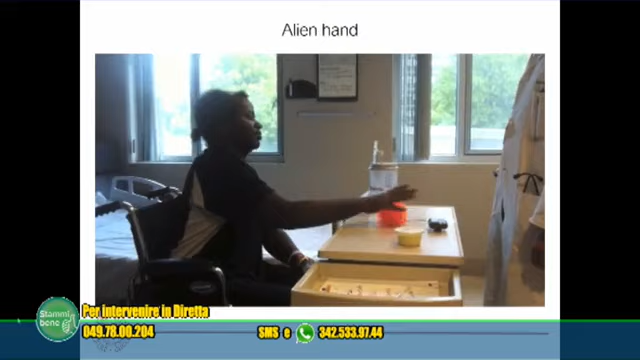 Alien hand
Stammi
bene
Per intervenire in Diretta
049.78.00.204
SMS e 342.533.97.44